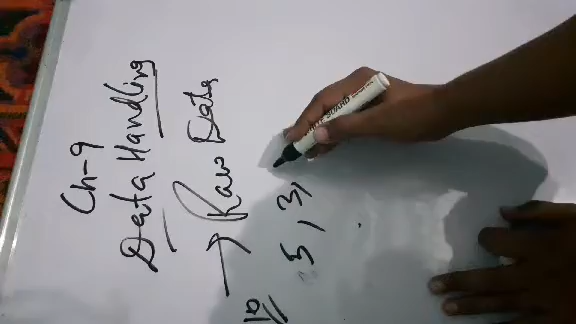 Ch-9
Data Handling
→ Raw Data
5, 3,